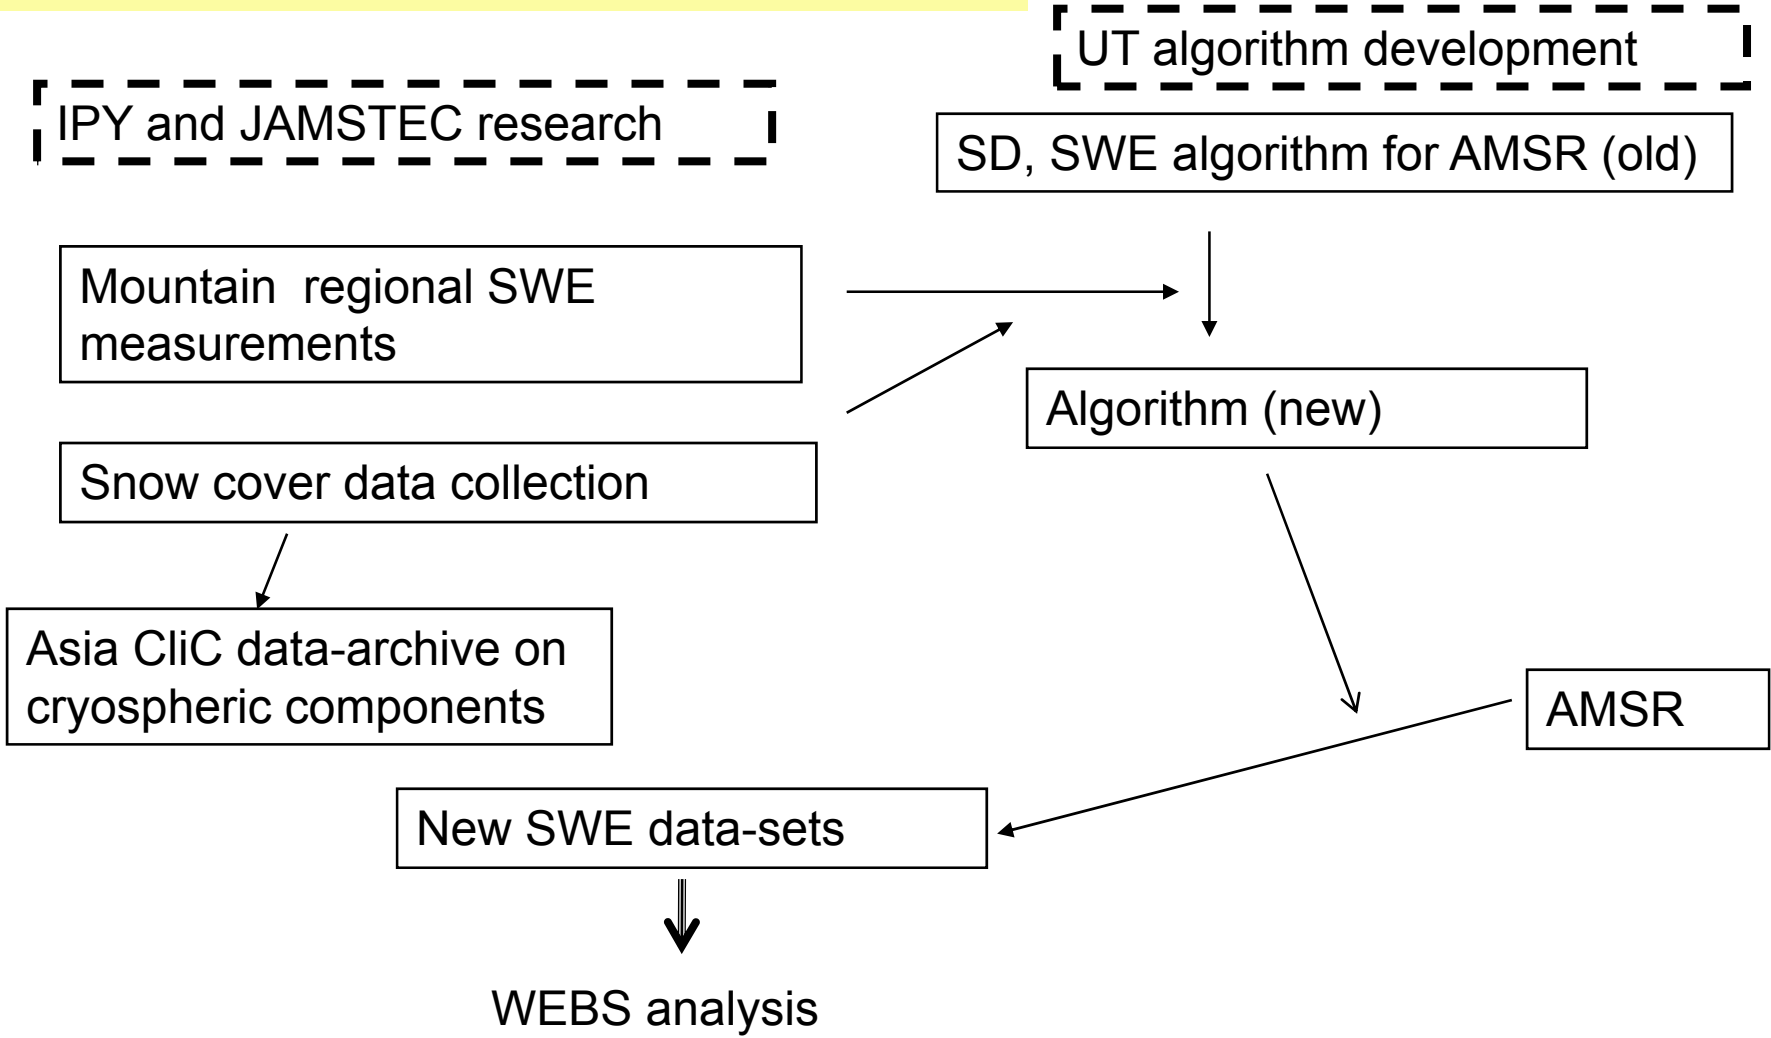 UT algorithm development
IPY and JAMSTEC research
SD, SWE algorithm for AMSR (old)
Mountain  regional SWE
measurements
Algorithm (new)
Snow cover data collection
Asia CliC data-archive on
cryospheric components
AMSR
New SWE data-sets
WEBS analysis